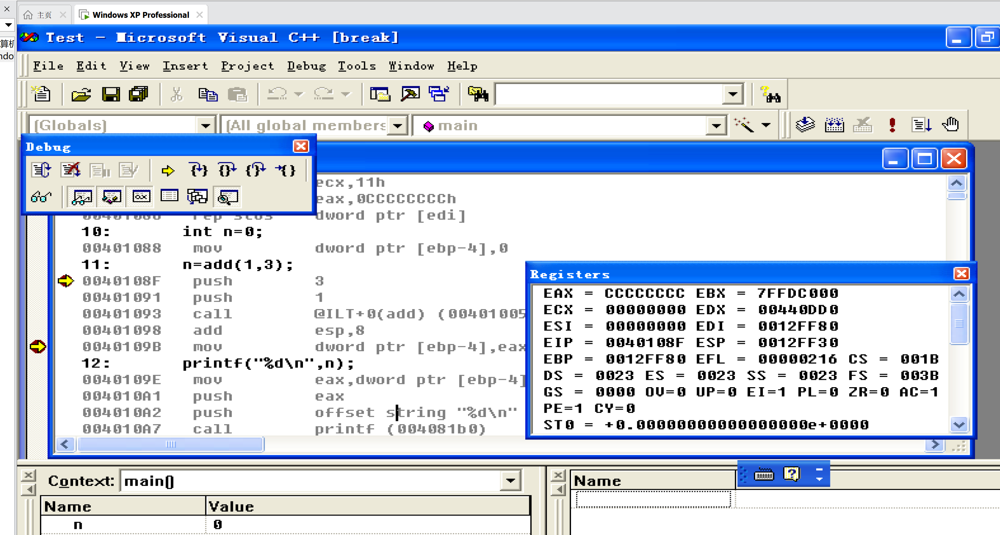 主页
Windows XP Professional
算机
ndo
Test - Microsoft Visual C++ [break]
File Edit View Insert Project Debug Tools Window Help
(Globals) (All global members main
Debug
ecx,11h
eax,0CCCCCCCCh
00401086 rep stos dword ptr [edi]
10: int n=0;
00401088 mov dword ptr [ebp-4],0
11: n=add(1,3);
0040108F push 3
00401091 push 1
00401093 call @ILT+0(add) (00401005
00401098 add esp,8
0040109B mov dword ptr [ebp-4],eax
12: printf("%d\n",n);
0040109E mov eax,dword ptr [ebp-4]
004010A1 push eax
004010A2 push offset string "%d\n"
004010A7 call printf (004081b0)
Registers
EAX = CCCCCCCC EBX = 7FFDC000
ECX = 00000000 EDX = 00440DD0
ESI = 00000000 EDI = 0012FF80
EIP = 0040108F ESP = 0012FF30
EBP = 0012FF80 EFL = 00000216 CS = 001B
DS = 0023 ES = 0023 SS = 0023 FS = 003B
GS = 0000 OV=0 UP=0 EI=1 PL=0 ZR=0 AC=1
PE=1 CY=0
ST0 = +0.00000000000000000e+0000
Context: main()
Name Value
n 0
Name